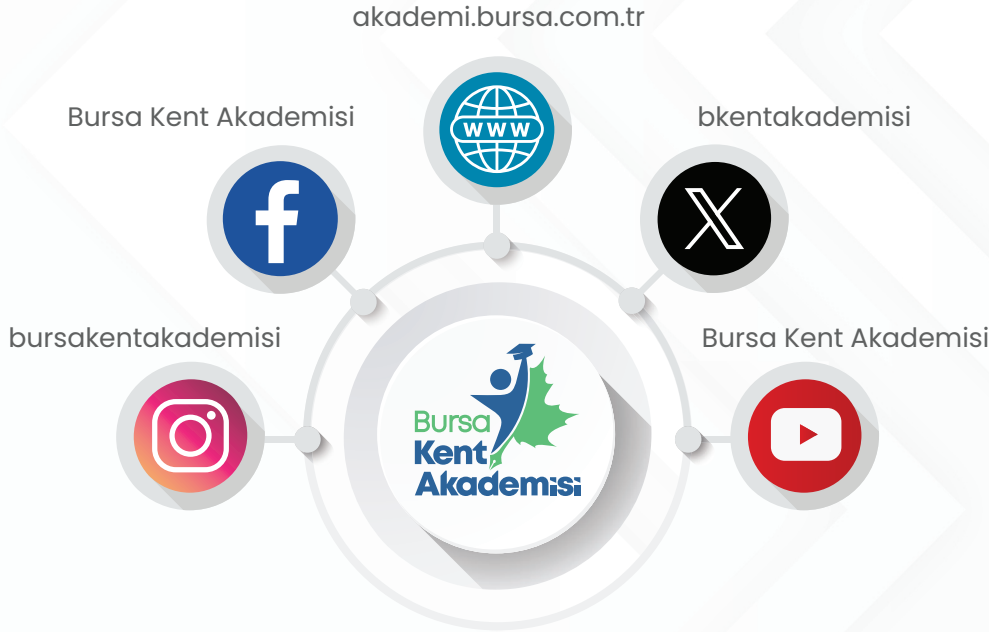 akademi.bursa.com.tr
Bursa Kent Akademisi
WWW
bkentakademisi
bursakentakademisi
Bursa Kent Akademisi
Bursa
Kent
Akademisi